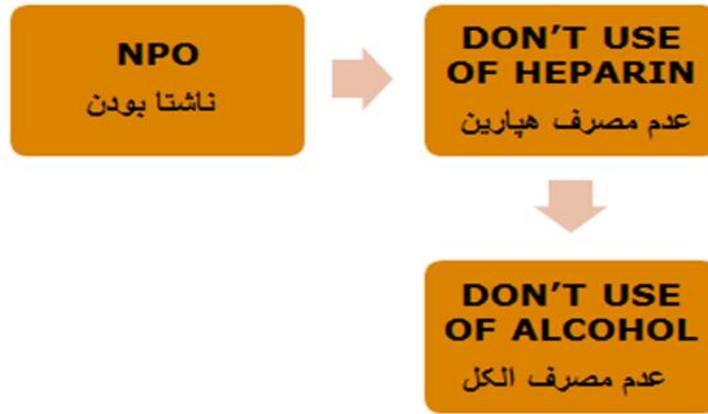 NPO
ناشتا بودن
DON’T USE
OF HEPARIN
عدم مصرف هپارین
DON’T USE
OF ALCOHOL
عدم مصرف الکل